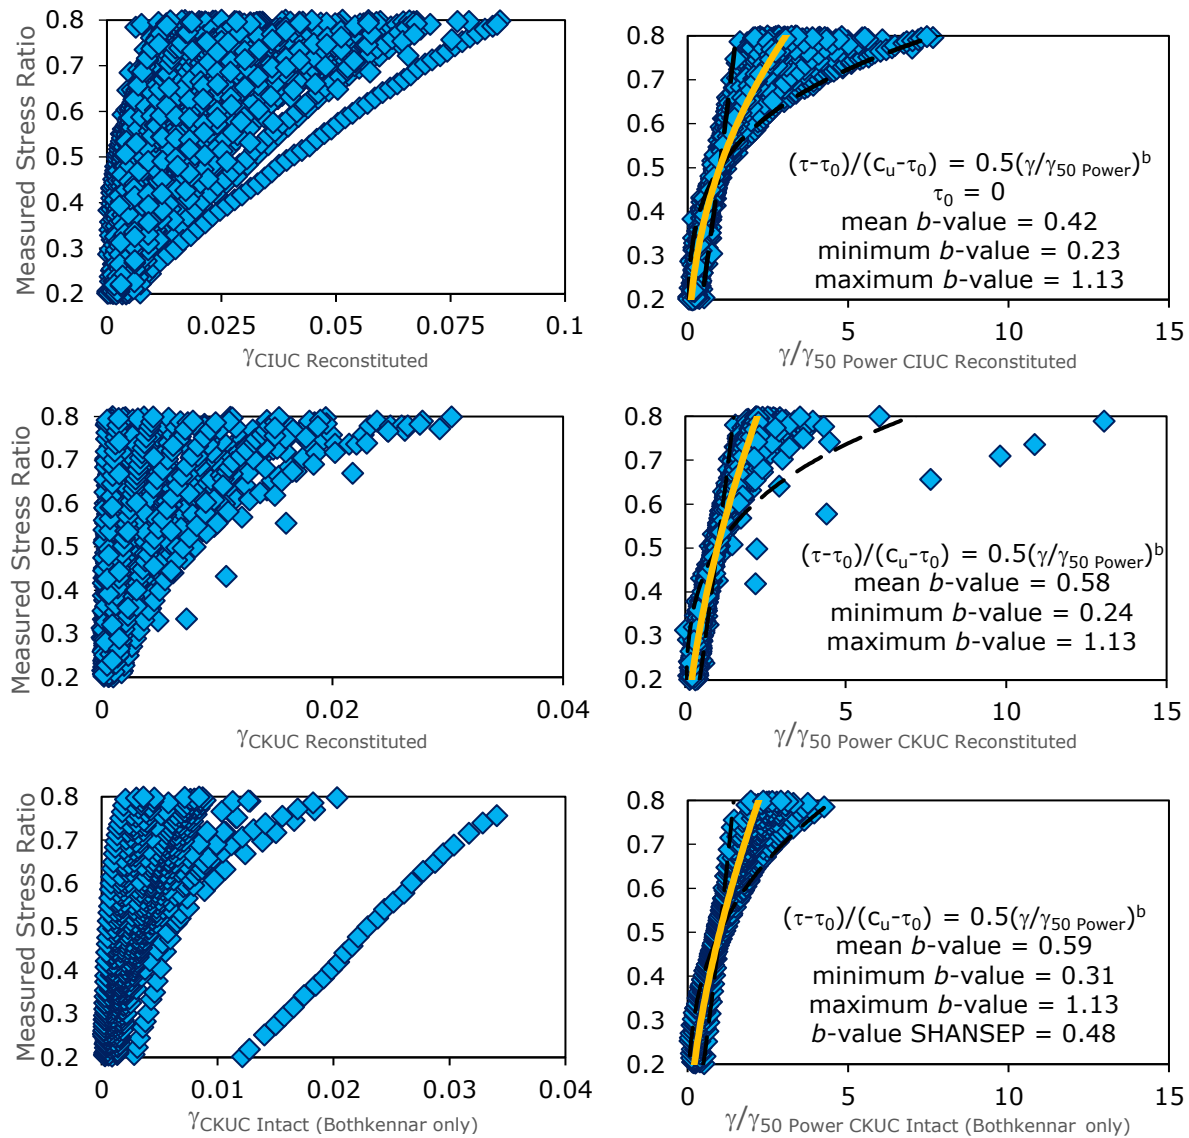 Measured Stress Ratio
0.8
0.7
0.6
0.5
0.4
0.3
0.2
0
0.025
0.05
0.075
0.1
γCIUC Reconstituted
0.8
0.7
0.6
0.5
0.4
0.3
0.2
(τ-τ0)/(cu-τ0) = 0.5(γ/γ50 Power)b
τ0 = 0
mean b-value = 0.42
minimum b-value = 0.23
maximum b-value = 1.13
0
5
10
15
γ/γ50 Power CIUC Reconstituted
Measured Stress Ratio
0.8
0.7
0.6
0.5
0.4
0.3
0.2
0
0.02
0.04
γCKUC Reconstituted
0.8
0.7
0.6
0.5
0.4
0.3
0.2
(τ-τ0)/(cu-τ0) = 0.5(γ/γ50 Power)b
mean b-value = 0.58
minimum b-value = 0.24
maximum b-value = 1.13
0
5
10
15
γ/γ50 Power CKUC Reconstituted
Measured Stress Ratio
0.8
0.7
0.6
0.5
0.4
0.3
0.2
0
0.01
0.02
0.03
0.04
γCKUC Intact (Bothkennar only)
0.8
0.7
0.6
0.5
0.4
0.3
0.2
(τ-τ0)/(cu-τ0) = 0.5(γ/γ50 Power)b
mean b-value = 0.59
minimum b-value = 0.31
maximum b-value = 1.13
b-value SHANSEP = 0.48
0
5
10
15
γ/γ50 Power CKUC Intact (Bothkennar only)